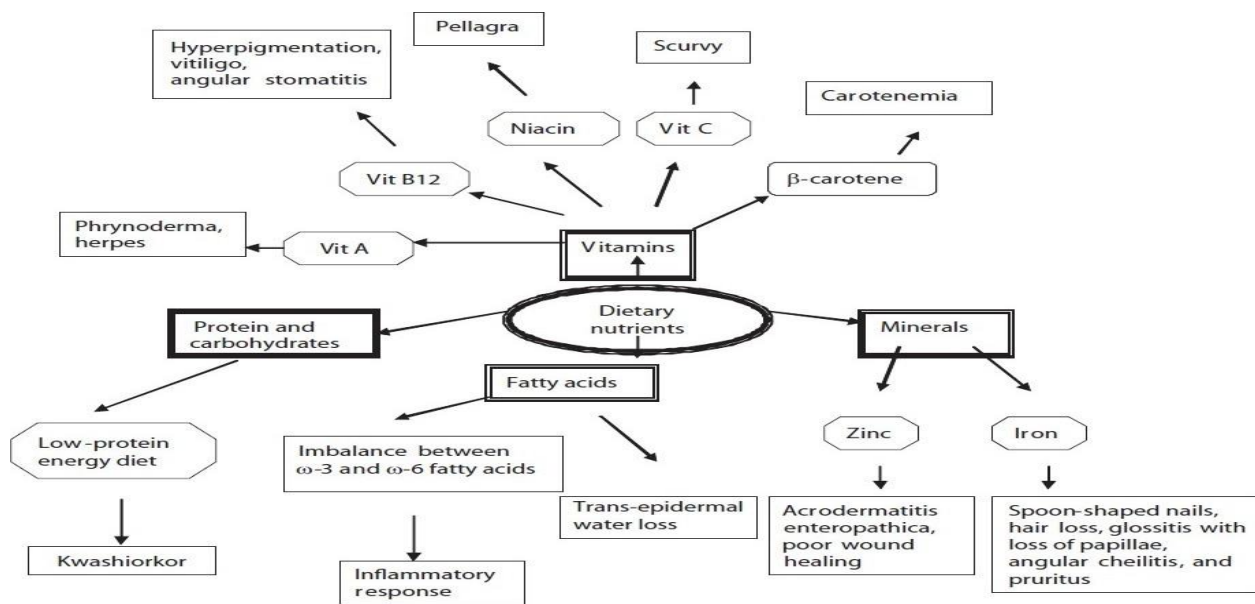 Pellagra
Scurvy
Hyperpigmentation,
vitiligo,
angular stomatitis
Carotenemia
Niacin
Vit C
Vit B12
β-carotene
Phrynoderma,
herpes
Vit A
Vitamins
Dietary
nutrients
Protein and
carbohydrates
Minerals
Fatty acids
Low-protein
energy diet
Imbalance between
ω-3 and ω-6 fatty acids
Zinc
Iron
Trans-epidermal
water loss
Acrodermatitis
enteropathica,
poor wound
healing
Spoon-shaped nails,
hair loss, glossitis with
loss of papillae,
angular cheilitis, and
pruritus
Kwashiorkor
Inflammatory
response